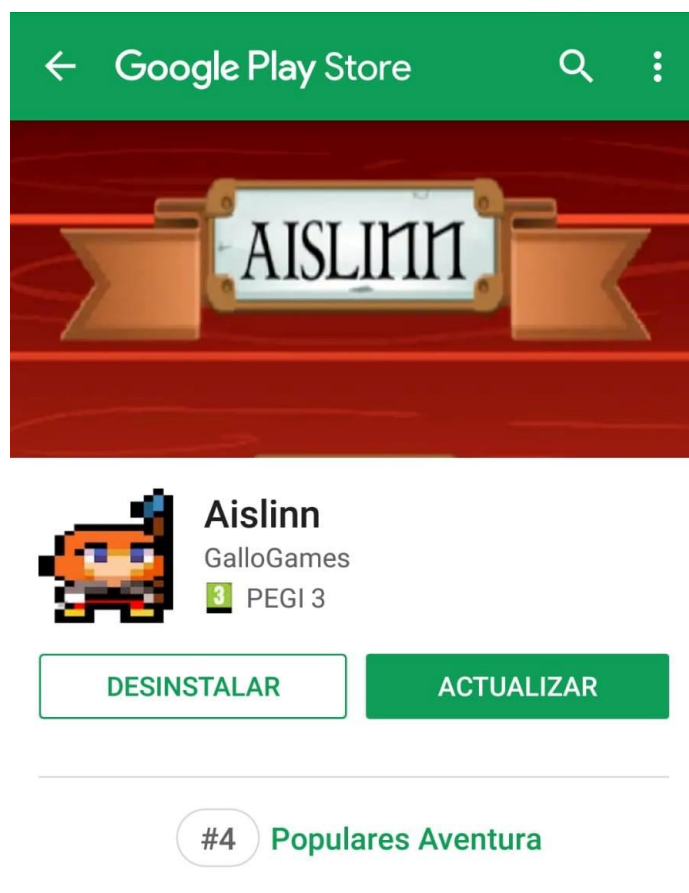 Google Play Store
AISLINN
Aislinn
GalloGames
3 PEGI 3
DESINSTALAR
ACTUALIZAR
#4 Populares Aventura